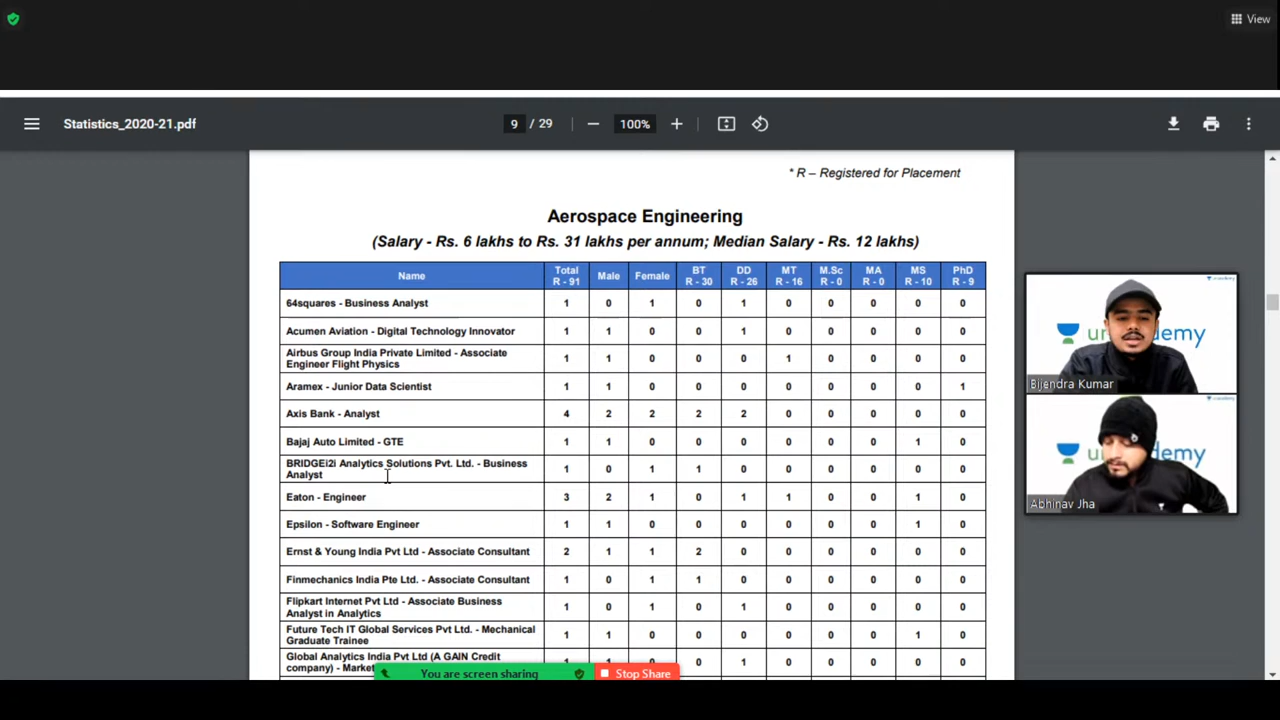 View
Statistics_2020-21.pdf
9 / 29
100%
* R – Registered for Placement
Aerospace Engineering
(Salary - Rs. 6 lakhs to Rs. 31 lakhs per annum; Median Salary - Rs. 12 lakhs)
Name Total R - 91 Male Female BT R - 30 DD R - 26 MT R - 16 M.Sc R - 0 MA R - 0 MS R - 10 PhD R - 9
64squares - Business Analyst 1 0 1 0 1 0 0 0 0 0
Acumen Aviation - Digital Technology Innovator 1 1 0 0 1 0 0 0 0 0
Airbus Group India Private Limited - Associate
Engineer Flight Physics 1 1 0 0 0 1 0 0 0 0
Aramex - Junior Data Scientist 1 1 0 0 0 0 0 0 0 1
Axis Bank - Analyst 4 2 2 2 2 0 0 0 0 0
Bajaj Auto Limited - GTE 1 1 0 0 0 0 0 0 1 0
BRIDGEi2i Analytics Solutions Pvt. Ltd. - Business
Analyst 1 0 1 1 0 0 0 0 0 0
Eaton - Engineer 3 2 1 0 1 1 0 0 1 0
Epsilon - Software Engineer 1 1 0 0 0 0 0 0 1 0
Ernst & Young India Pvt Ltd - Associate Consultant 2 1 1 2 0 0 0 0 0 0
Finmechanics India Pte Ltd. - Associate Consultant 1 0 1 1 0 0 0 0 0 0
Flipkart Internet Pvt Ltd - Associate Business
Analyst in Analytics 1 0 1 0 1 0 0 0 0 0
Future Tech IT Global Services Pvt Ltd. - Mechanical
Graduate Trainee 1 1 0 0 0 0 0 0 1 0
Global Analytics India Pvt Ltd (A GAIN Credit
company) - Market 1 1 0 0 1 0 0 0 0 0
You are screen sharing
Stop Share
Bijendra Kumar
Abhinav Jha